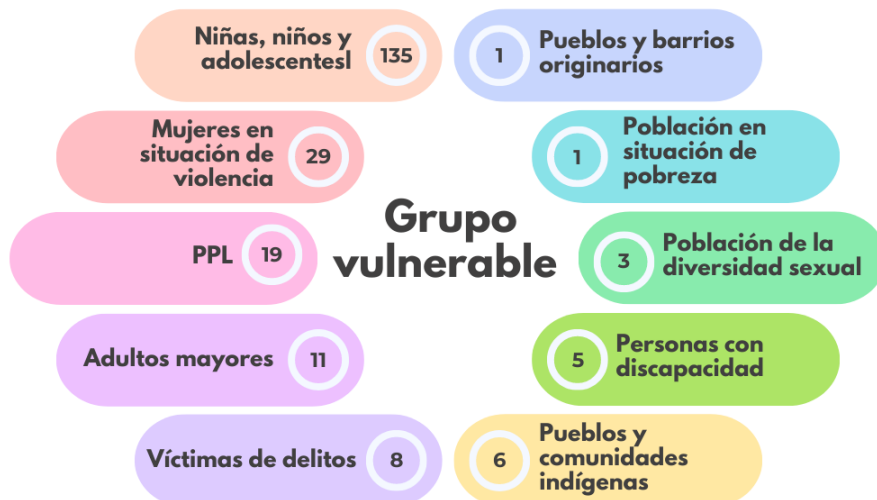 Niñas, niños y
adolescentesl
135
Mujeres en
situación de
violencia
29
PPL
19
Adultos mayores
11
Víctimas de delitos
8
Grupo
vulnerable
1
Pueblos y barrios
originarios
1
Población en
situación de
pobreza
3
Población de la
diversidad sexual
5
Personas con
discapacidad
6
Pueblos y
comunidades
indígenas